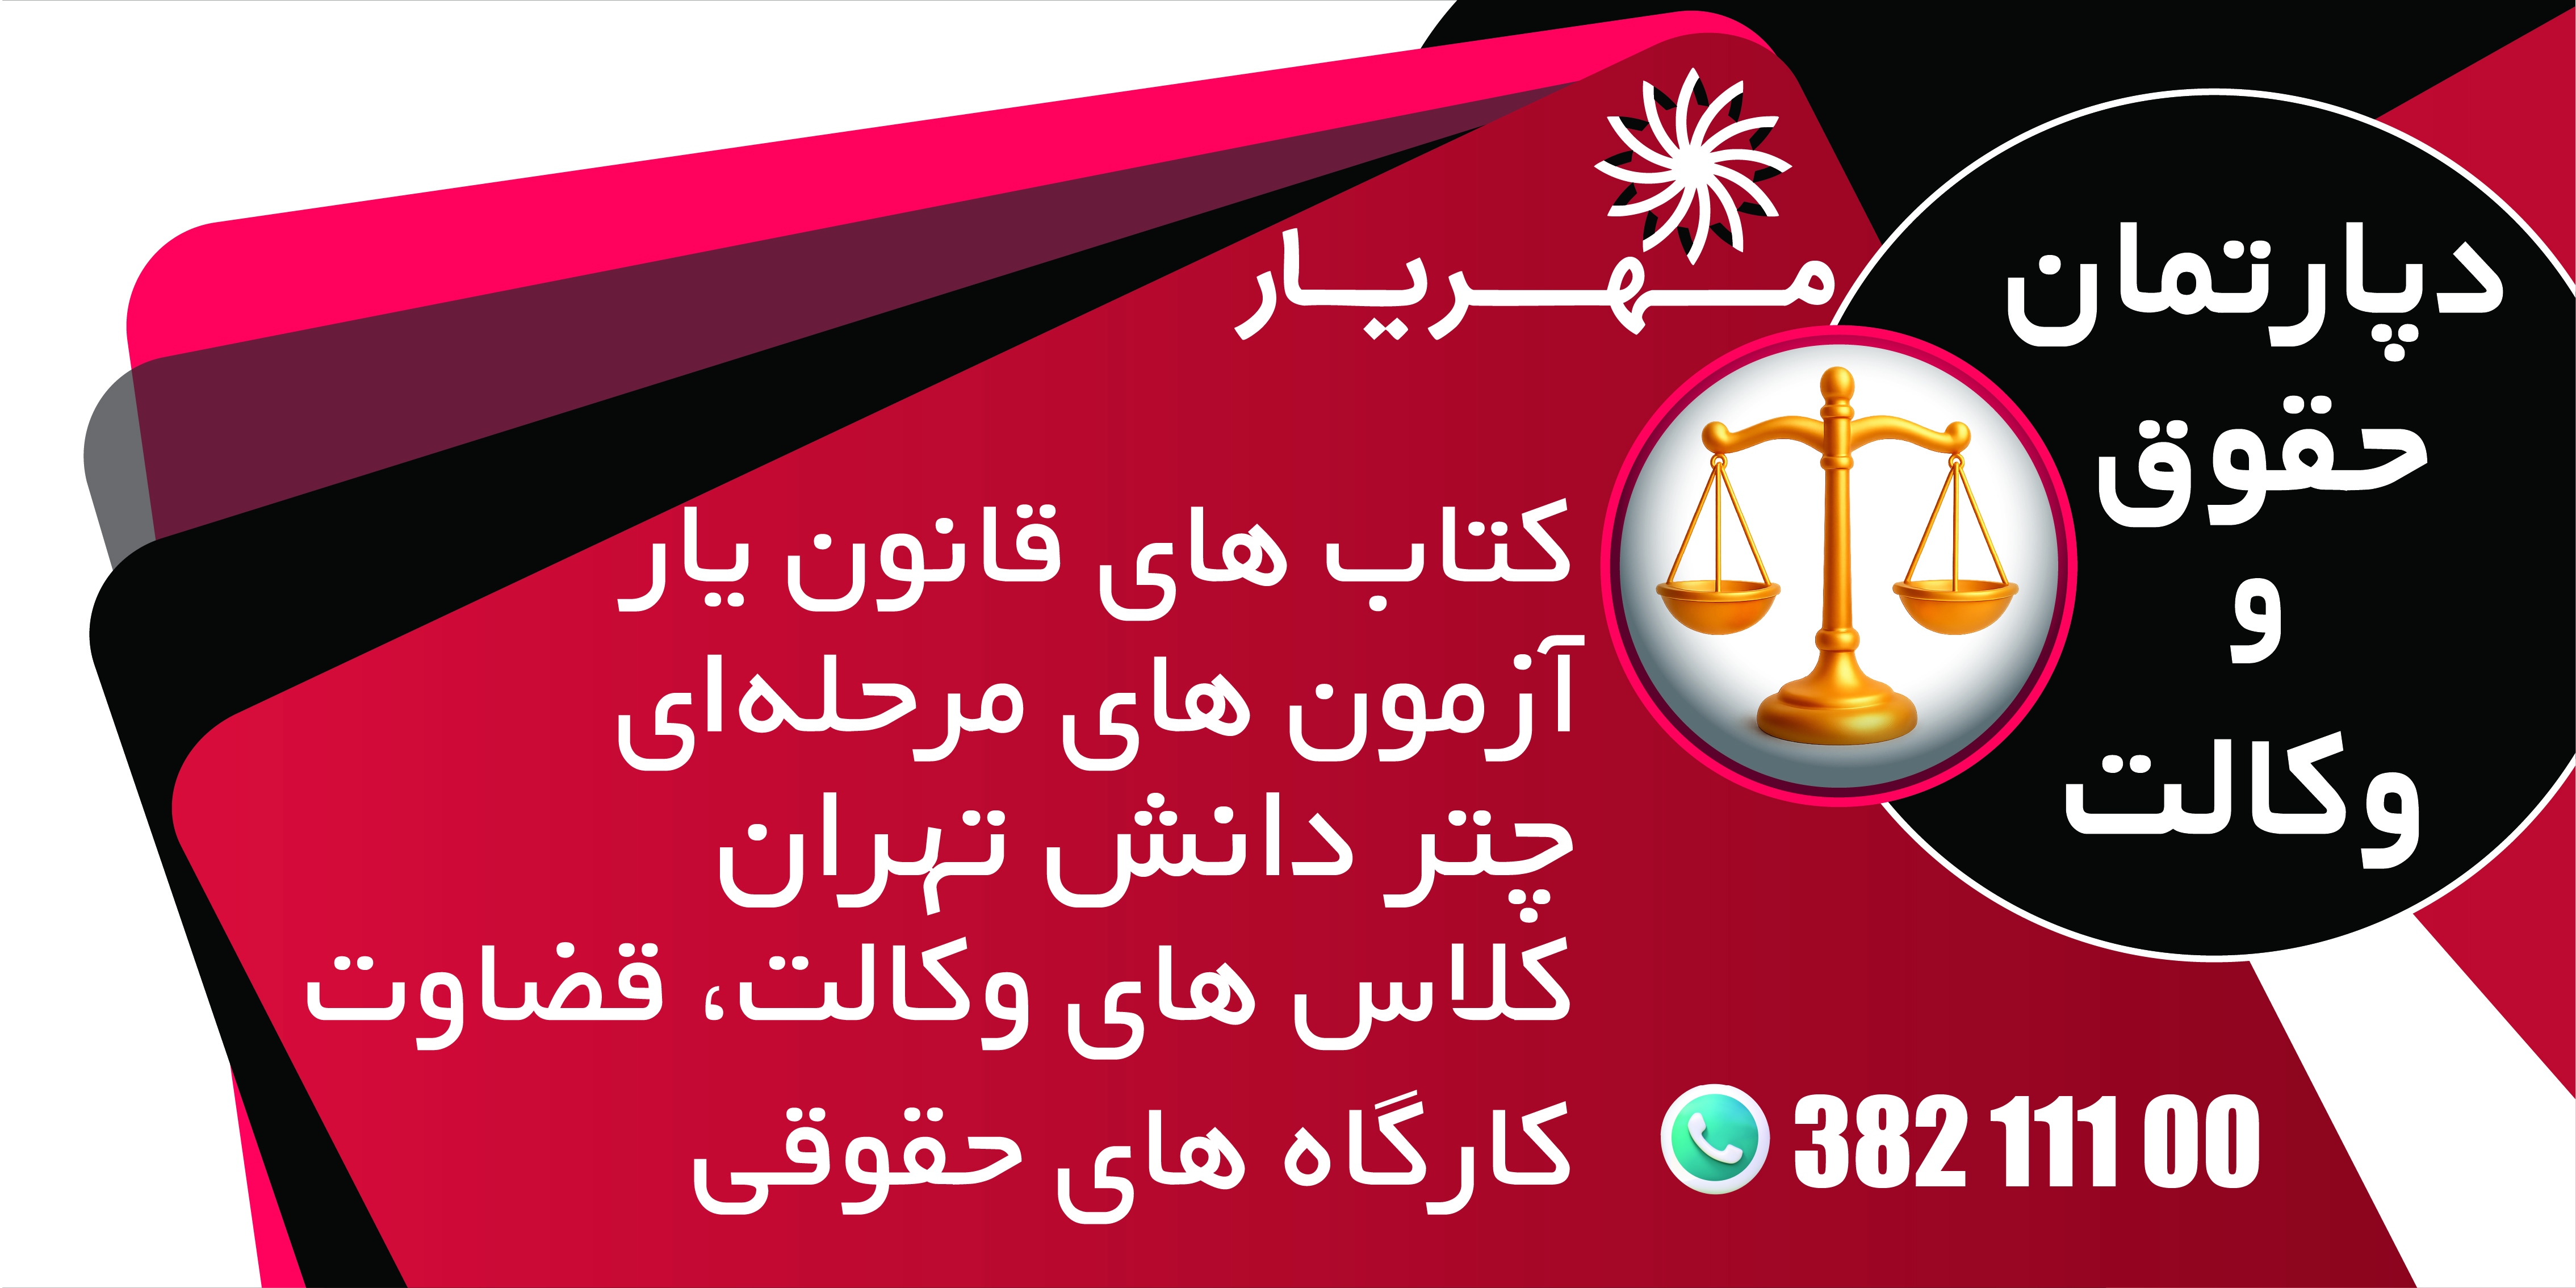 مهریار
دپارتمان
حقوق
و
وکالت
کتاب های قانون یار
آزمون های مرحله‌ای
چتر دانش تهران
کلاس های وکالت، قضاوت
کارگاه های حقوقی
382 111 00